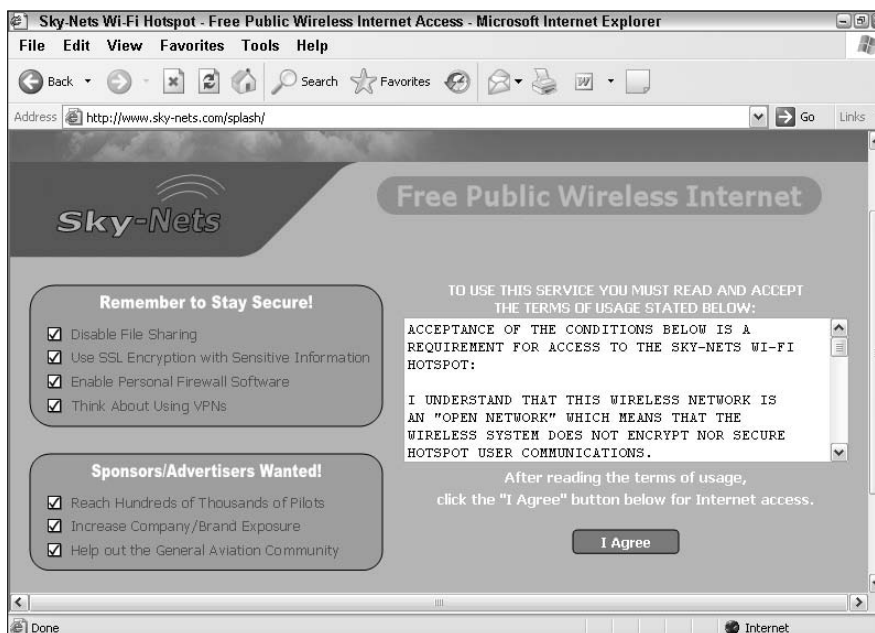 Sky-Nets Wi-Fi Hotspot - Free Public Wireless Internet Access - Microsoft Internet Explorer
File Edit View Favorites Tools Help
Back Search Favorites
Address http://www.sky-nets.com/splash/ Go Links
Sky-Nets
Free Public Wireless Internet
Remember to Stay Secure!
Disable File Sharing
Use SSL Encryption with Sensitive Information
Enable Personal Firewall Software
Think About Using VPNs
Sponsors/Advertisers Wanted!
Reach Hundreds of Thousands of Pilots
Increase Company/Brand Exposure
Help out the General Aviation Community
TO USE THIS SERVICE YOU MUST READ AND ACCEPT
THE TERMS OF USAGE STATED BELOW:
ACCEPTANCE OF THE CONDITIONS BELOW IS A
REQUIREMENT FOR ACCESS TO THE SKY-NETS WI-FI
HOTSPOT:
I UNDERSTAND THAT THIS WIRELESS NETWORK IS
AN "OPEN NETWORK" WHICH MEANS THAT THE
WIRELESS SYSTEM DOES NOT ENCRYPT NOR SECURE
HOTSPOT USER COMMUNICATIONS.
After reading the terms of usage,
click the "I Agree" button below for Internet access.
I Agree
Done Internet